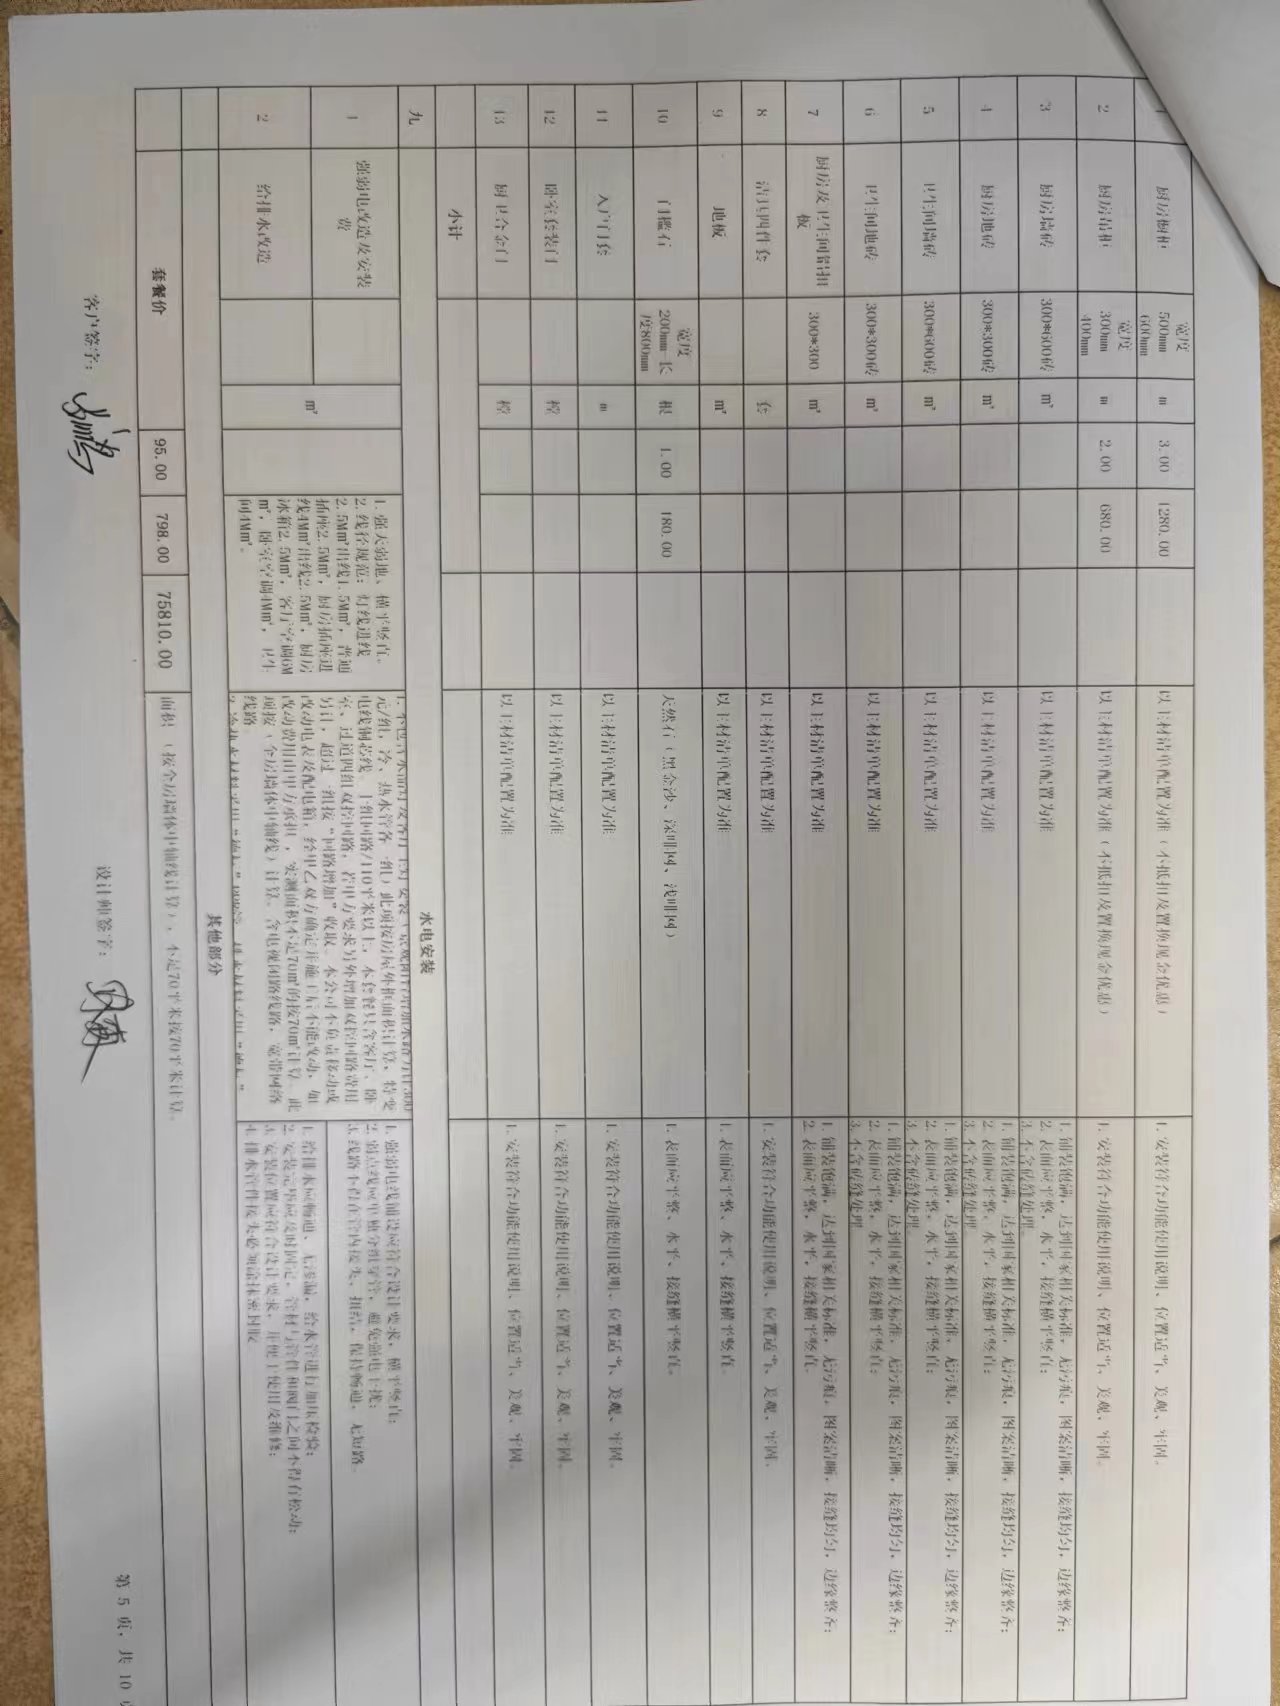 1 厨房橱柜 宽度 500mm 600mm m 3.00 1280.00 以主材清单配置为准（不抵扣及置换现金优惠） 1. 安装符合功能使用说明、位置适当、美观、牢固。
2 厨房吊柜 宽度 300mm 400mm m 2.00 680.00 以主材清单配置为准（不抵扣及置换现金优惠） 1. 安装符合功能使用说明、位置适当、美观、牢固。
3 厨房墙砖 300*600砖 m² 以主材清单配置为准 1. 铺装饱满，达到国家相关标准，无污痕，图案清晰，接缝均匀，边缘整齐；
2. 表面应平整，水平，接缝横平竖直；
3. 不含砖缝处理。
4 厨房地砖 300*300砖 m² 以主材清单配置为准 1. 铺装饱满，达到国家相关标准，无污痕，图案清晰，接缝均匀，边缘整齐；
2. 表面应平整，水平，接缝横平竖直；
3. 不含砖缝处理。
5 卫生间墙砖 300*600砖 m² 以主材清单配置为准 1. 铺装饱满，达到国家相关标准，无污痕，图案清晰，接缝均匀，边缘整齐；
2. 表面应平整，水平，接缝横平竖直；
3. 不含砖缝处理。
6 卫生间地砖 300*300砖 m² 以主材清单配置为准 1. 铺装饱满，达到国家相关标准，无污痕，图案清晰，接缝均匀，边缘整齐；
2. 表面应平整，水平，接缝横平竖直；
3. 不含砖缝处理
7 厨房及卫生间铝扣板 300*300 m² 以主材清单配置为准 1. 铺装饱满，达到国家相关标准，无污痕，图案清晰，接缝均匀，边缘整齐；
2. 表面应平整，水平，接缝横平竖直。
8 洁具四件套 套 以主材清单配置为准 1. 安装符合功能使用说明、位置适当、美观、牢固。
9 地板 m² 以主材清单配置为准 1. 表面应平整、水平、接缝横平竖直。
10 门槛石 宽度 200mm 长度800mm 根 1.00 180.00 天然石（黑金沙、深啡网、浅啡网） 1. 表面应平整、水平、接缝横平竖直。
11 入户门套 m 以主材清单配置为准 1. 安装符合功能使用说明、位置适当、美观、牢固。
12 卧室套装门 樘 以主材清单配置为准 1. 安装符合功能使用说明、位置适当、美观、牢固。
13 厨卫合金门 樘 以主材清单配置为准 1. 安装符合功能使用说明、位置适当、美观、牢固。
小计
九 水电安装
1 强弱电改造及安装费
2 给排水改造
m²
1. 强天弱地、横平竖直。
2. 线径规范：灯线进线
2.5Mm²出线1.5Mm²，普通
插座2.5Mm²，厨房插座进
线4Mm²出线2.5Mm²，厨房
冰箱2.5Mm²，客厅空调6M
m²，卧室空调4Mm²，卫生
间4Mm²。
1. 不包含水晶灯及客厅主灯安装（景观阳台增加水路另计300
元/组，冷、热水管各一组）此项按房屋外框面积计算，特变
电线铜芯线。十组回路/110平米以上，本套餐只含客厅、卧
室、过道四组双控回路，若甲方要求另外增加双控回路费用
另计，超过一组按“回路增加”收取。本公司不负责移动或
改动电表及配电箱，经甲乙双方确定并施工后不能改动，如
改动费用由甲方承担，实测面积不足70m²的按70m²计算。此
项按（全房墙体中轴线）计算。含电视闭路线路，宽带网络
线路
1. 强弱电线铺设应符合设计要求，横平竖直；
2. 弱点线应单独分组穿管，避免强电干扰；
3. 线路不得在管内接头、扭结，保持畅通，无短路。
1. 给排水应畅通、无渗漏，给水管进行加压检验；
2. 安装完毕应及时固定，管材与管件和阀门之间不得有松动；
3. 安装位置应符合设计要求，并便于使用及维修；
4. 排水管件接头必须涂抹密封胶
其他部分
套餐价 95.00 798.00 75810.00 面积（按全房墙体中轴线计算），不足70平米按70平米计算。
客户签字： 设计师签字：
第 5 页，共 10